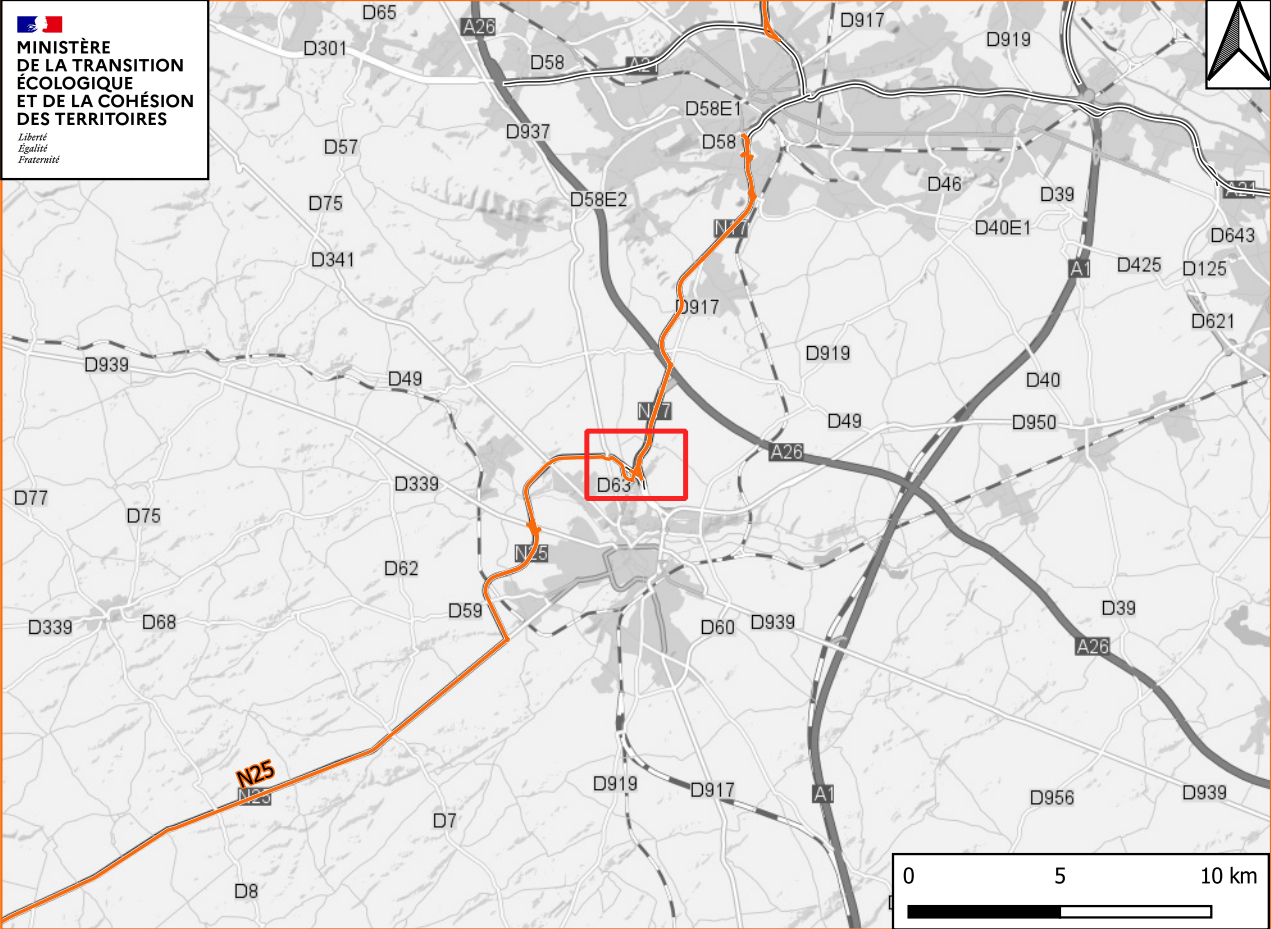 MINISTÈRE
DE LA TRANSITION
ÉCOLOGIQUE
ET DE LA COHÉSION
DES TERRITOIRES
Liberté
Égalité
Fraternité
D65
A26
D917
D301
D919
D58
A21
D58E1
D937
D58
D57
D46
D39
A21
D58E2
D75
N17
D40E1
D643
D341
A1
D425
D125
D917
D621
D939
D919
D49
D40
N17
D49
D950
A26
D339
D63
D77
D75
N25
D62
D59
D39
D339
D68
D60
D939
A26
N25
N25
D919
D917
A1
D956
D939
D7
D8
0 5 10 km